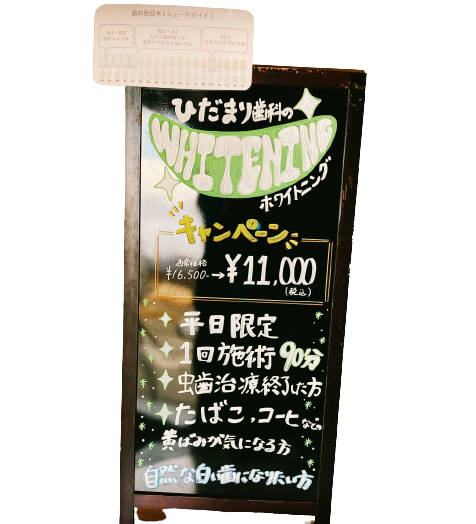 歯の色見本(シェードガイド)
ひだまり歯科の
WHITENING
ホワイトニング
キャンペーン
通常価格
¥16,500-→¥11,000
(税込)
平日限定
1回施術 90分
虫歯治療終了した方
たばこ、コーヒーなどの
黄ばみが気になる方
自然な白い歯になりたい方